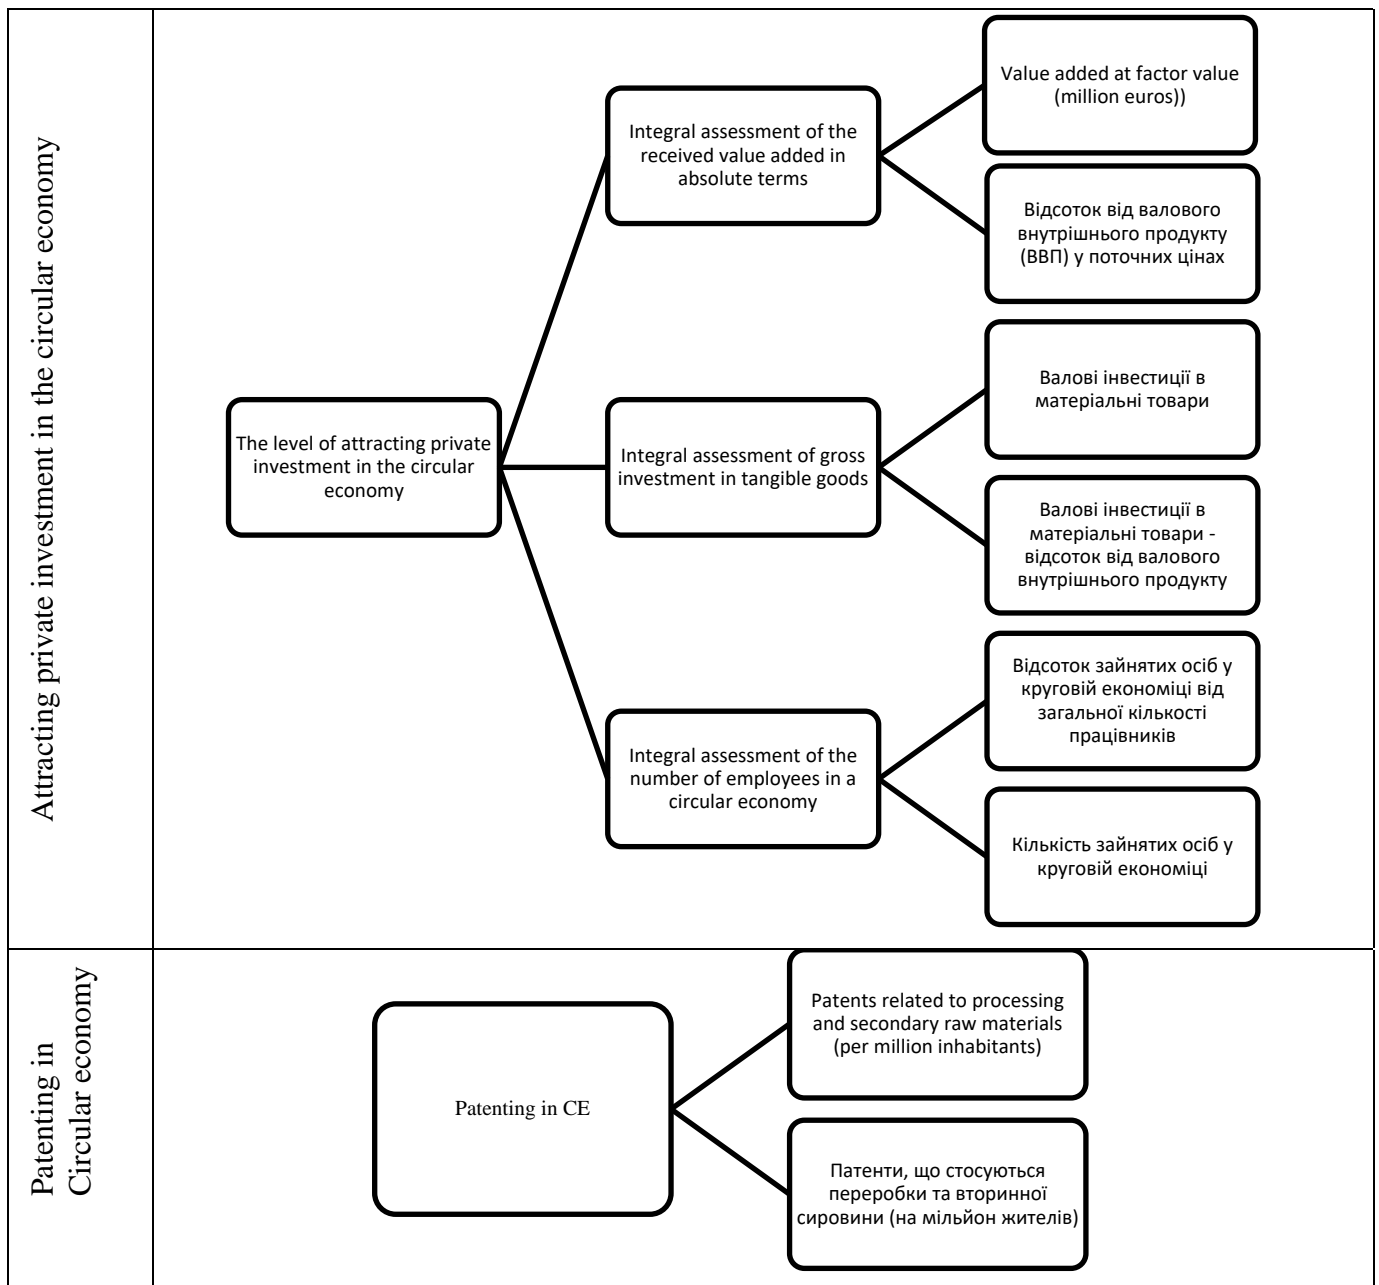 Attracting private investment in the circular economy
The level of attracting private
investment in the circular
economy
Integral assessment of the
received value added in
absolute terms
Value added at factor value
(million euros))
Відсоток від валового
внутрішнього продукту
(ВВП) у поточних цінах
Integral assessment of gross
investment in tangible goods
Валові інвестиції в
матеріальні товари
Валові інвестиції в
матеріальні товари -
відсоток від валового
внутрішнього продукту
Integral assessment of the
number of employees in a
circular economy
Відсоток зайнятих осіб у
круговій економіці від
загальної кількості
працівників
Кількість зайнятих осіб у
круговій економіці
Patenting in
Circular economy
Patenting in CE
Patents related to processing
and secondary raw materials
(per million inhabitants)
Патенти, що стосуються
переробки та вторинної
сировини (на мільйон жителів)